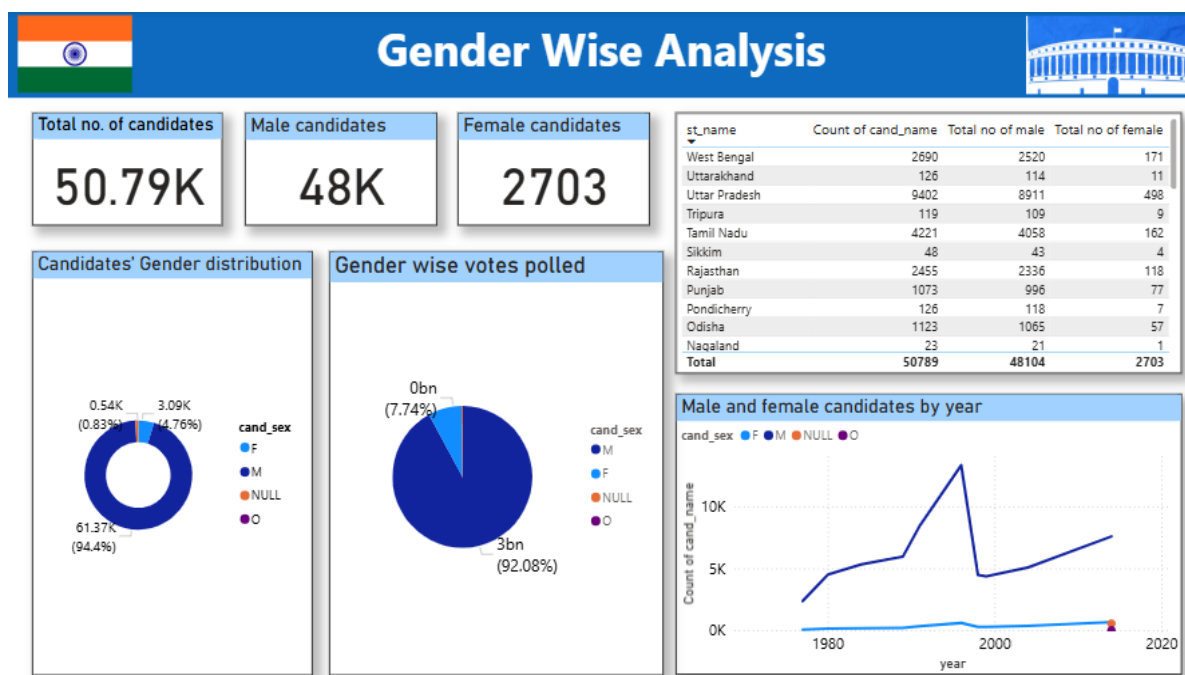 Gender Wise Analysis
Total no. of candidates
50.79K
Male candidates
48K
Female candidates
2703
st_name Count of cand_name Total no of male Total no of female
West Bengal 2690 2520 171
Uttarakhand 126 114 11
Uttar Pradesh 9402 8911 498
Tripura 119 109 9
Tamil Nadu 4221 4058 162
Sikkim 48 43 4
Rajasthan 2455 2336 118
Punjab 1073 996 77
Pondicherry 126 118 7
Odisha 1123 1065 57
Nagaland 23 21 1
Total 50789 48104 2703
Candidates' Gender distribution
0.54K
(0.83%)
3.09K
(4.76%)
61.37K
(94.4%)
cand_sex
F
M
NULL
O
Gender wise votes polled
0bn
(7.74%)
3bn
(92.08%)
cand_sex
M
F
NULL
O
Male and female candidates by year
cand_sex F M NULL O
Count of cand_name
10K
5K
0K
1980 2000 2020
year